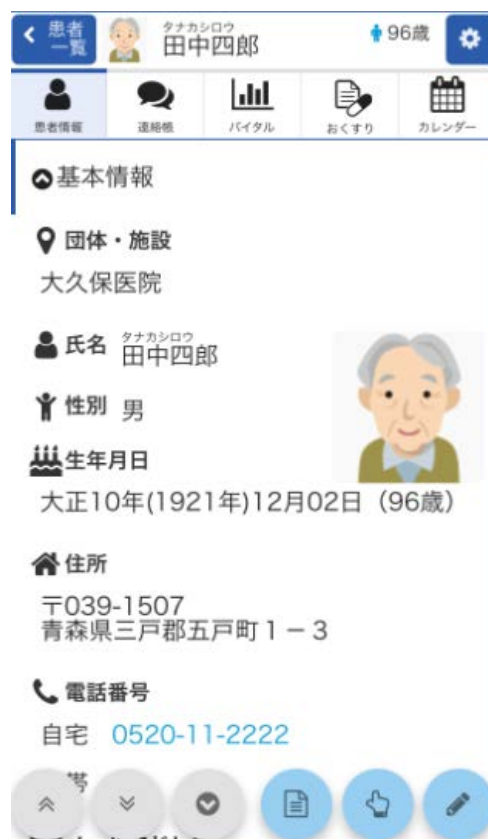 患者
一覧
タナカシロウ
田中四郎
96歳
患者情報
連絡帳
バイタル
おくすり
カレンダー
基本情報
団体・施設
大久保医院
氏名
タナカシロウ
田中四郎
性別 男
生年月日
大正10年(1921年)12月02日（96歳）
住所
〒039-1507
青森県三戸郡五戸町１－３
電話番号
自宅 0520-11-2222
帯